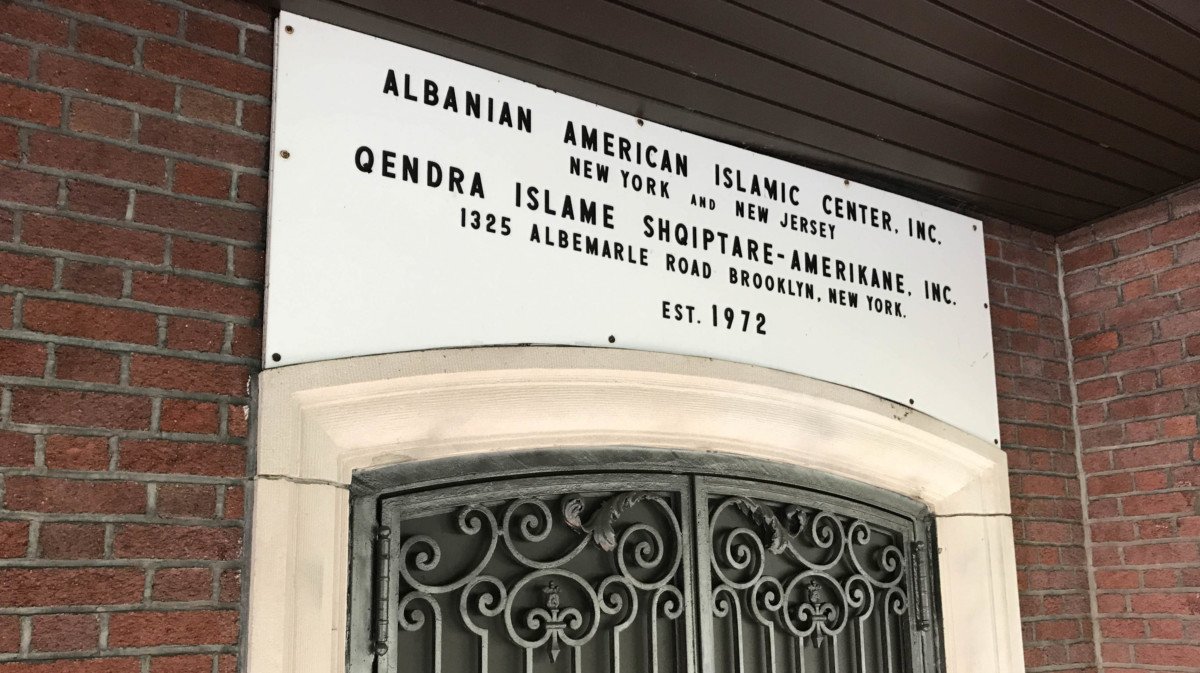 ALBANIAN AMERICAN ISLAMIC CENTER, INC.
NEW YORK AND NEW JERSEY
QENDRA ISLAME SHQIPTARE-AMERIKANE, INC.
1325 ALBEMARLE ROAD BROOKLYN, NEW YORK.
EST. 1972